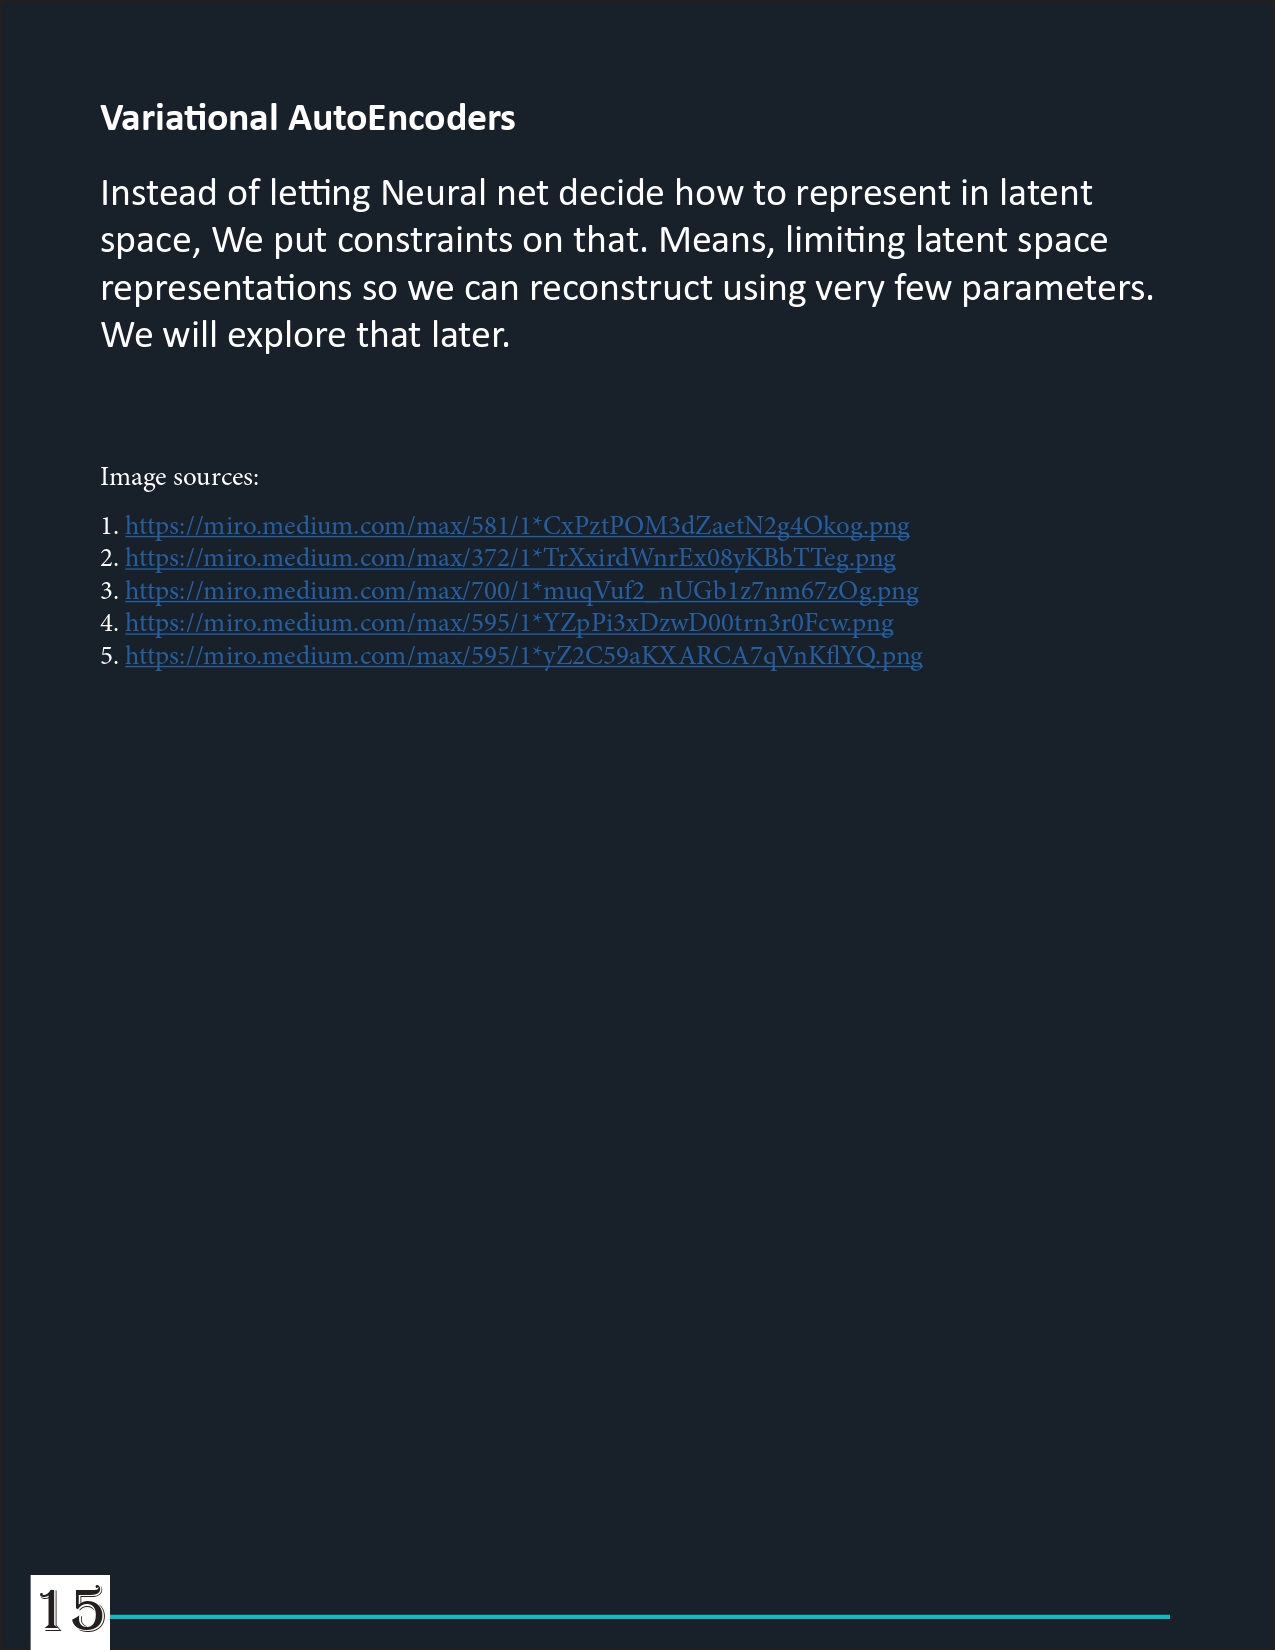 Variational AutoEncoders
Instead of letting Neural net decide how to represent in latent
space, We put constraints on that. Means, limiting latent space
representations so we can reconstruct using very few parameters.
We will explore that later.
Image sources:
1. https://miro.medium.com/max/581/1*CxPztPOM3dZaetN2g4Okog.png
2. https://miro.medium.com/max/372/1*TrXxirdWnrEx08yKBbTTeg.png
3. https://miro.medium.com/max/700/1*muqVuf2_nUGb1z7nm67zOg.png
4. https://miro.medium.com/max/595/1*YZpPi3xDzwD00trn3r0Fcw.png
5. https://miro.medium.com/max/595/1*yZ2C59aKXARCA7qVnKflYQ.png
15